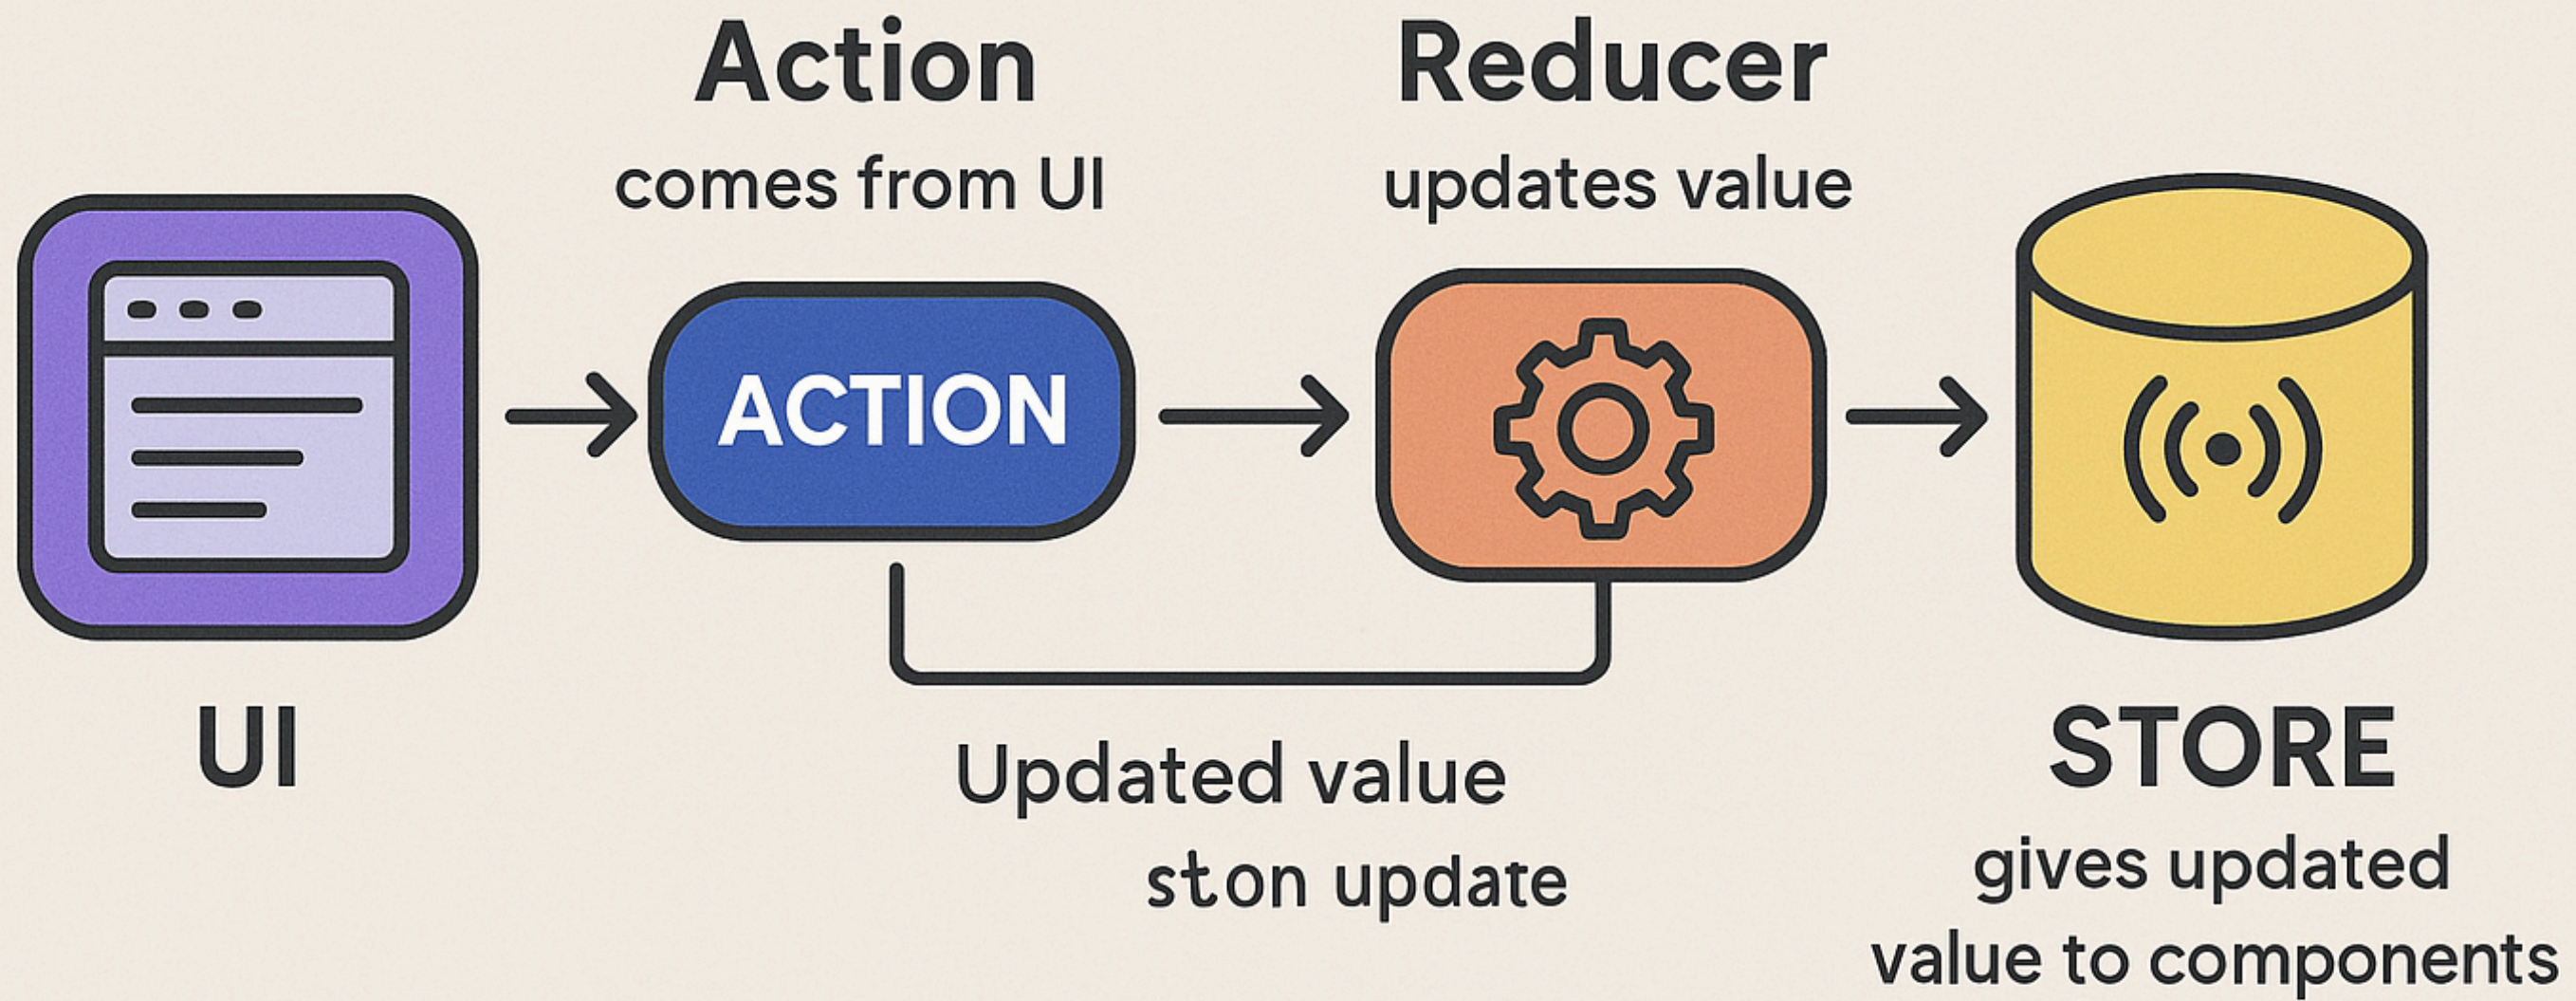 Action
comes from UI
Reducer
updates value
ACTION
UI
Updated value
ston update
STORE
gives updated
value to components